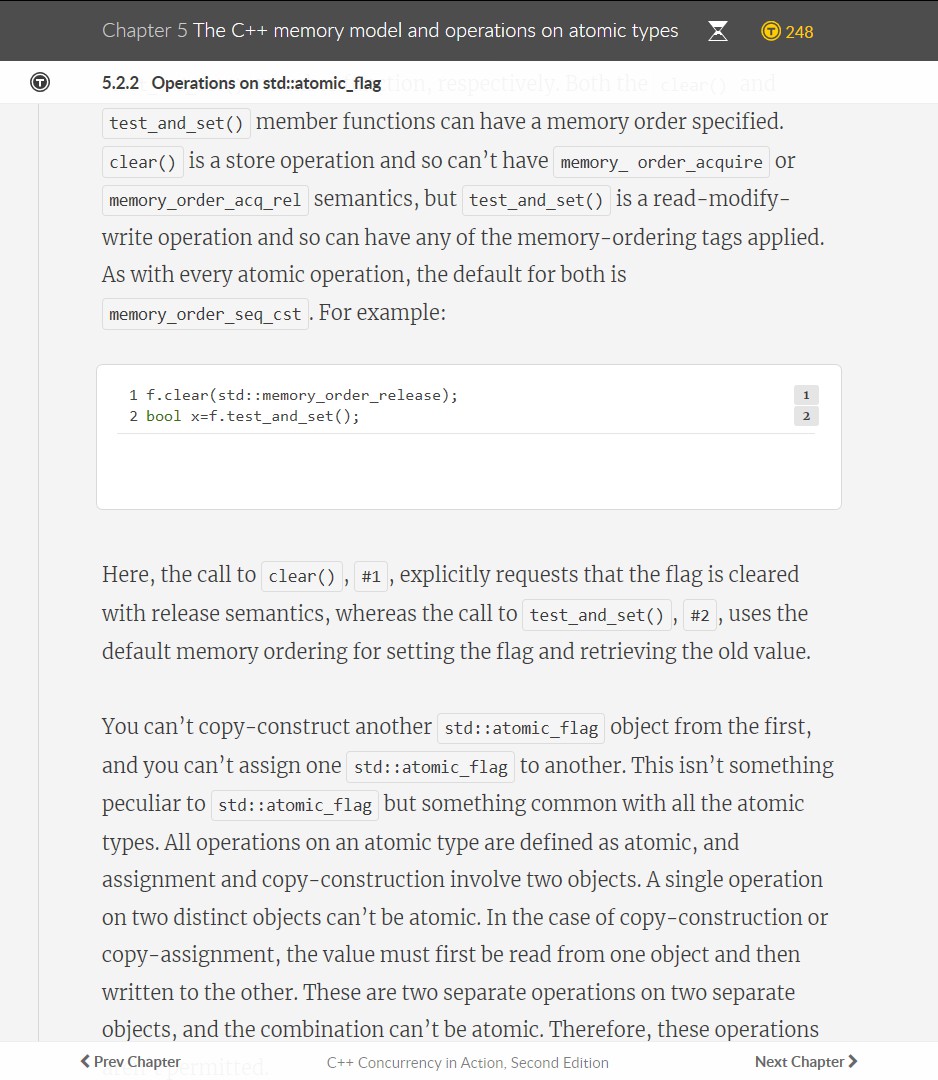 Chapter 5 The C++ memory model and operations on atomic types
248
5.2.2 Operations on std::atomic_flag tion, respectively. Both the clear() and
test_and_set() member functions can have a memory order specified.
clear() is a store operation and so can’t have memory_ order_acquire or
memory_order_acq_rel semantics, but test_and_set() is a read-modify-
write operation and so can have any of the memory-ordering tags applied.
As with every atomic operation, the default for both is
memory_order_seq_cst . For example:
1 f.clear(std::memory_order_release); 1
2 bool x=f.test_and_set(); 2
Here, the call to clear() , #1 , explicitly requests that the flag is cleared
with release semantics, whereas the call to test_and_set() , #2 , uses the
default memory ordering for setting the flag and retrieving the old value.
You can’t copy-construct another std::atomic_flag object from the first,
and you can’t assign one std::atomic_flag to another. This isn’t something
peculiar to std::atomic_flag but something common with all the atomic
types. All operations on an atomic type are defined as atomic, and
assignment and copy-construction involve two objects. A single operation
on two distinct objects can’t be atomic. In the case of copy-construction or
copy-assignment, the value must first be read from one object and then
written to the other. These are two separate operations on two separate
objects, and the combination can’t be atomic. Therefore, these operations
permitted.
Prev Chapter C++ Concurrency in Action, Second Edition Next Chapter